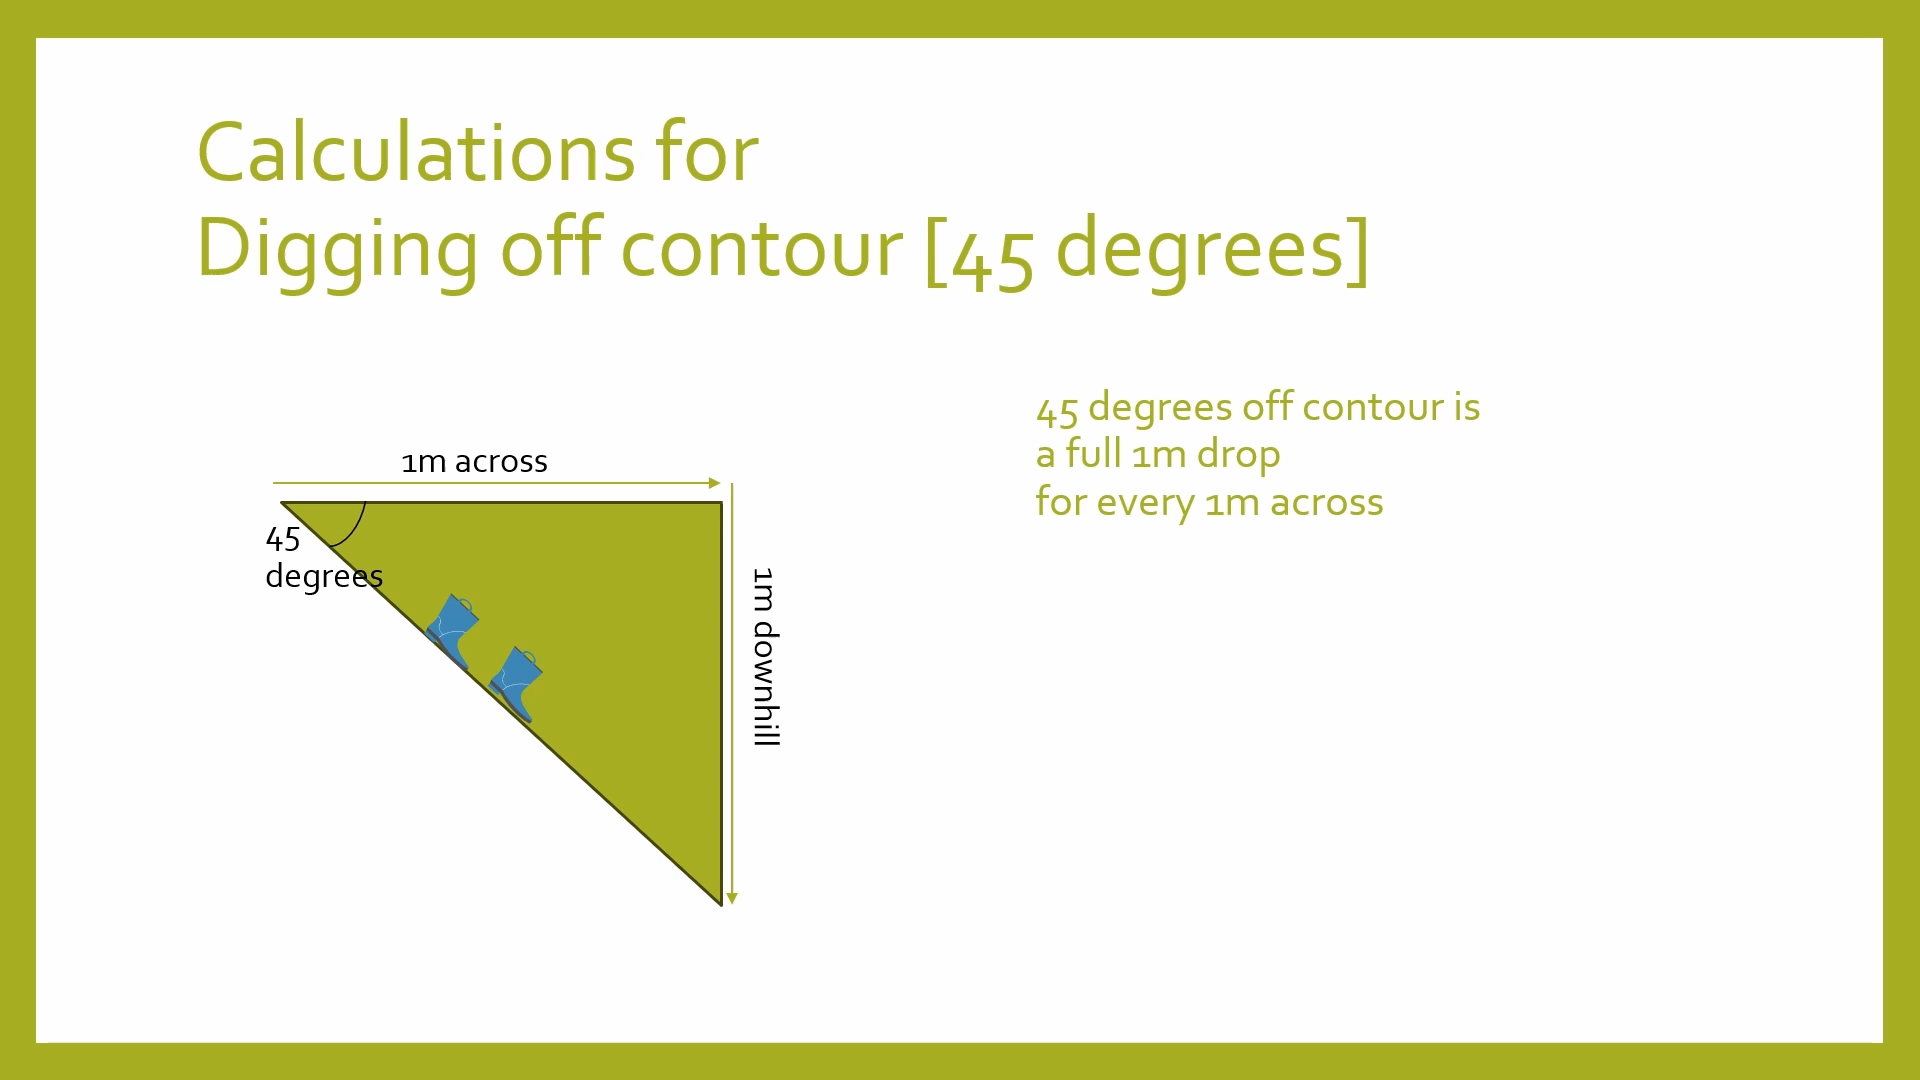 Calculations for
Digging off contour [45 degrees]
45 degrees off contour is
a full 1m drop
for every 1m across
1m across
45
degrees
1m downhill